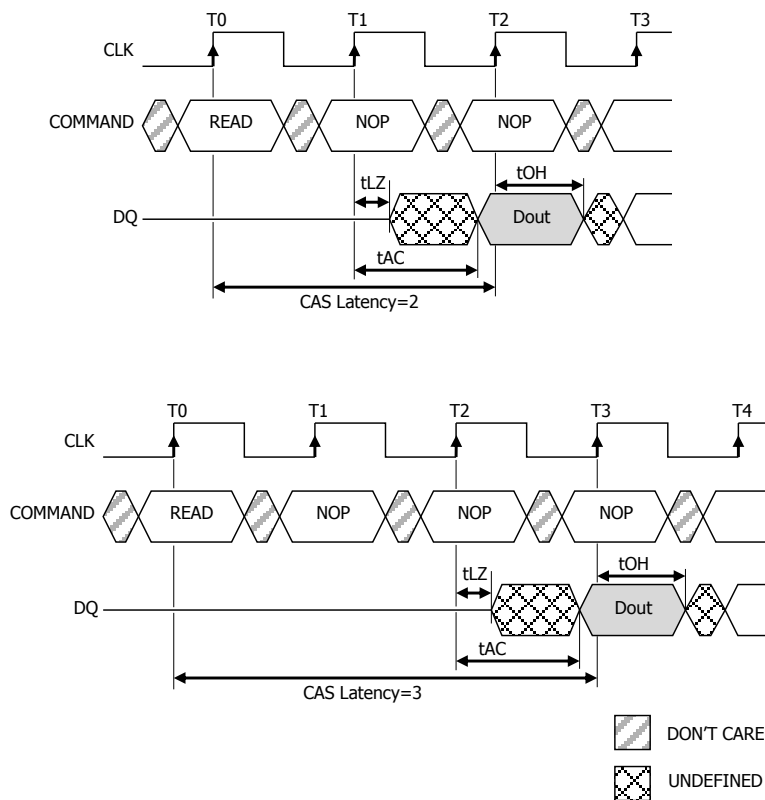 T0 T1 T2 T3
CLK
COMMAND READ NOP NOP
tLZ tOH
DQ Dout
tAC
CAS Latency=2
T0 T1 T2 T3 T4
CLK
COMMAND READ NOP NOP NOP
tLZ tOH
DQ Dout
tAC
CAS Latency=3
DON'T CARE
UNDEFINED